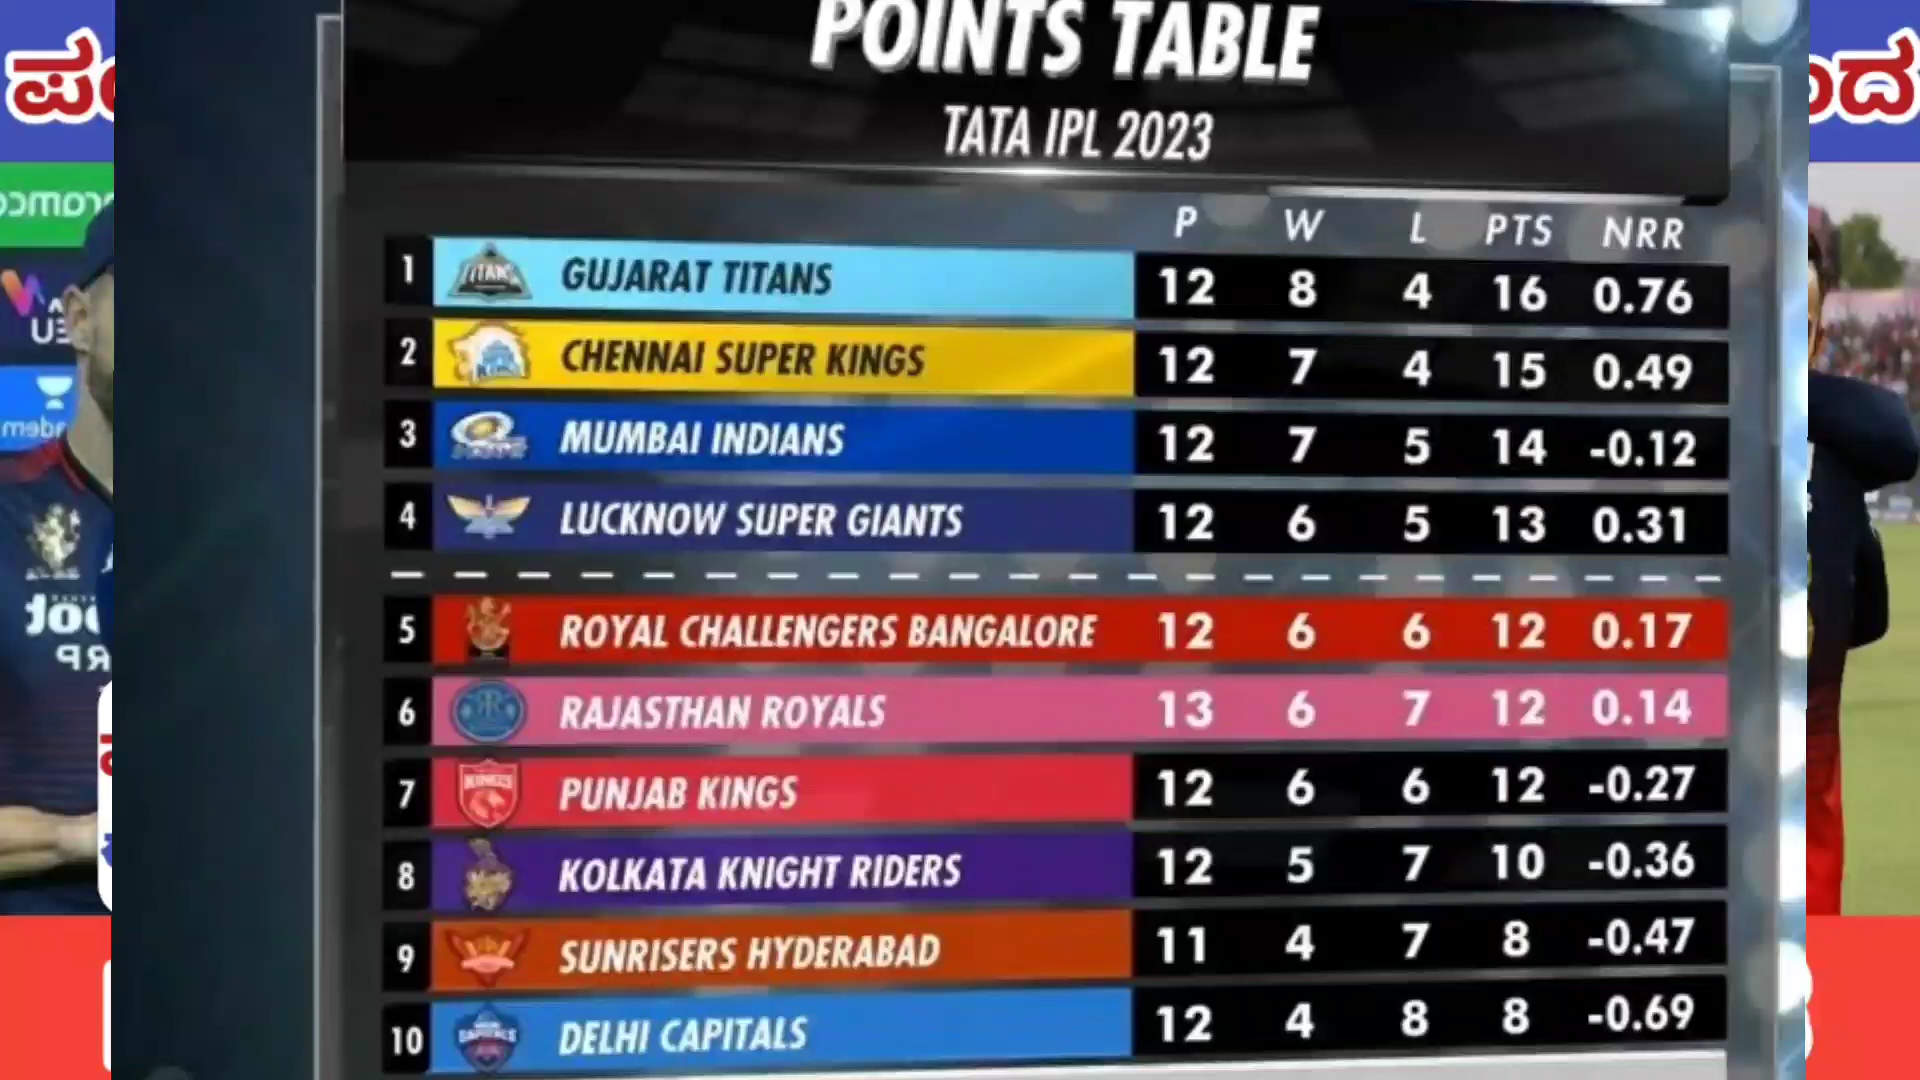 POINTS TABLE
TATA IPL 2023
P W L PTS NRR
1 GUJARAT TITANS 12 8 4 16 0.76
2 CHENNAI SUPER KINGS 12 7 4 15 0.49
3 MUMBAI INDIANS 12 7 5 14 -0.12
4 LUCKNOW SUPER GIANTS 12 6 5 13 0.31
5 ROYAL CHALLENGERS BANGALORE 12 6 6 12 0.17
6 RAJASTHAN ROYALS 13 6 7 12 0.14
7 PUNJAB KINGS 12 6 6 12 -0.27
8 KOLKATA KNIGHT RIDERS 12 5 7 10 -0.36
9 SUNRISERS HYDERABAD 11 4 7 8 -0.47
10 DELHI CAPITALS 12 4 8 8 -0.69